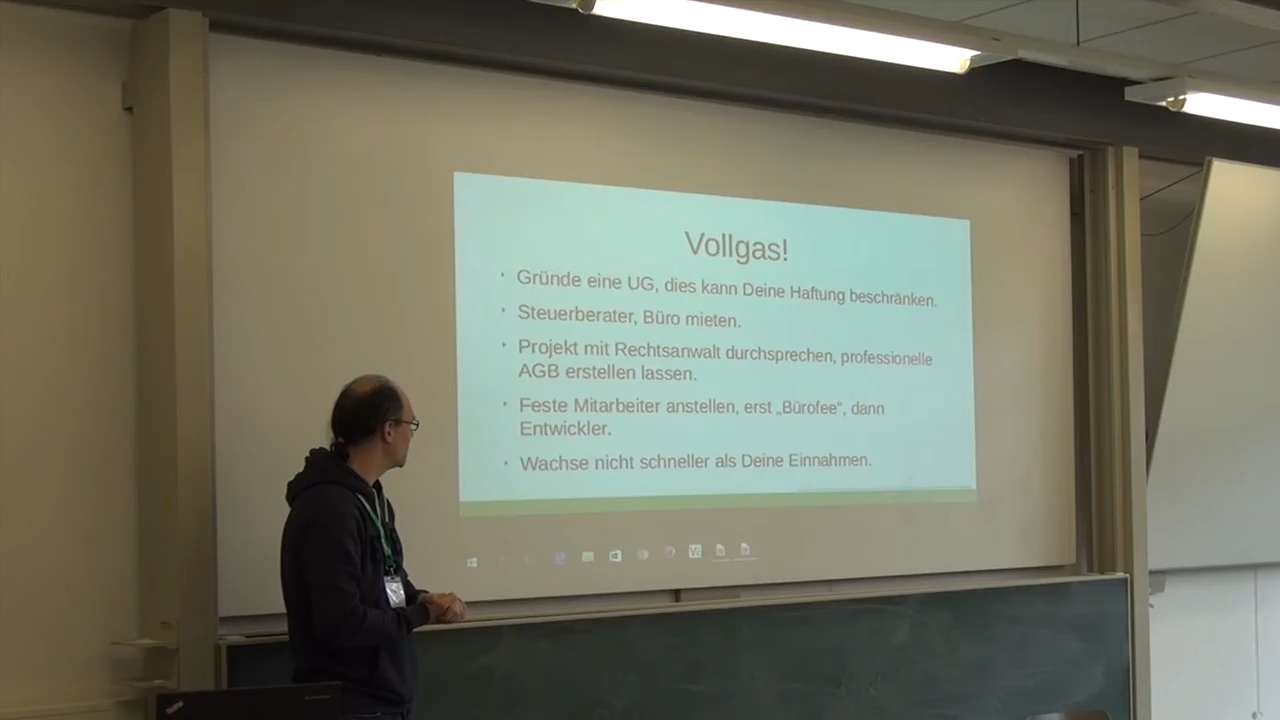 Vollgas!
Gründe eine UG, dies kann Deine Haftung beschränken.
Steuerberater, Büro mieten.
Projekt mit Rechtsanwalt durchsprechen, professionelle
AGB erstellen lassen.
Feste Mitarbeiter anstellen, erst „Bürofee“, dann
Entwickler.
Wachse nicht schneller als Deine Einnahmen.